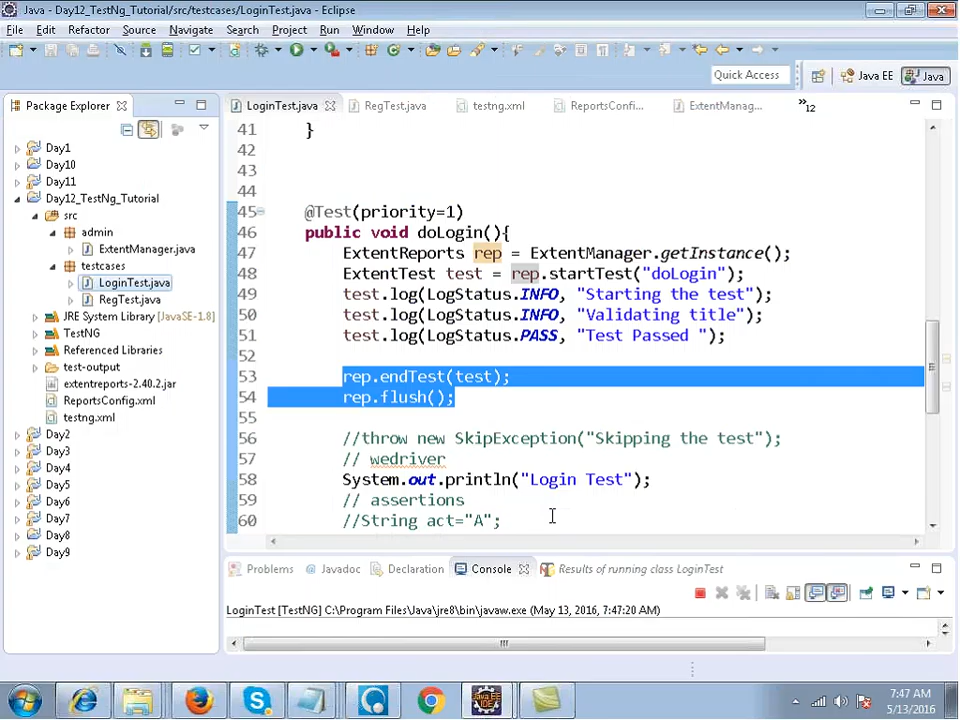 Java - Day12_TestNg_Tutorial/src/testcases/LoginTest.java - Eclipse
File Edit Refactor Source Navigate Search Project Run Window Help
Quick Access Java EE Java
Package Explorer
LoginTest.java RegTest.java testng.xml ReportsConfi... ExtentManag... »12
Day1
Day10
Day11
Day12_TestNg_Tutorial
src
admin
ExtentManager.java
testcases
LoginTest.java
RegTest.java
JRE System Library [JavaSE-1.8]
TestNG
Referenced Libraries
test-output
extentreports-2.40.2.jar
ReportsConfig.xml
testng.xml
Day2
Day3
Day4
Day5
Day6
Day7
Day8
Day9
41 }
42
43
44
45 @Test(priority=1)
46 public void doLogin(){
47 ExtentReports rep = ExtentManager.getInstance();
48 ExtentTest test = rep.startTest("doLogin");
49 test.log(LogStatus.INFO, "Starting the test");
50 test.log(LogStatus.INFO, "Validating title");
51 test.log(LogStatus.PASS, "Test Passed ");
52
53 rep.endTest(test);
54 rep.flush();
55
56 //throw new SkipException("Skipping the test");
57 // wedriver
58 System.out.println("Login Test");
59 // assertions
60 //String act="A";
Problems Javadoc Declaration Console Results of running class LoginTest
LoginTest [TestNG] C:\Program Files\Java\jre8\bin\javaw.exe (May 13, 2016, 7:47:20 AM)
7:47 AM
5/13/2016